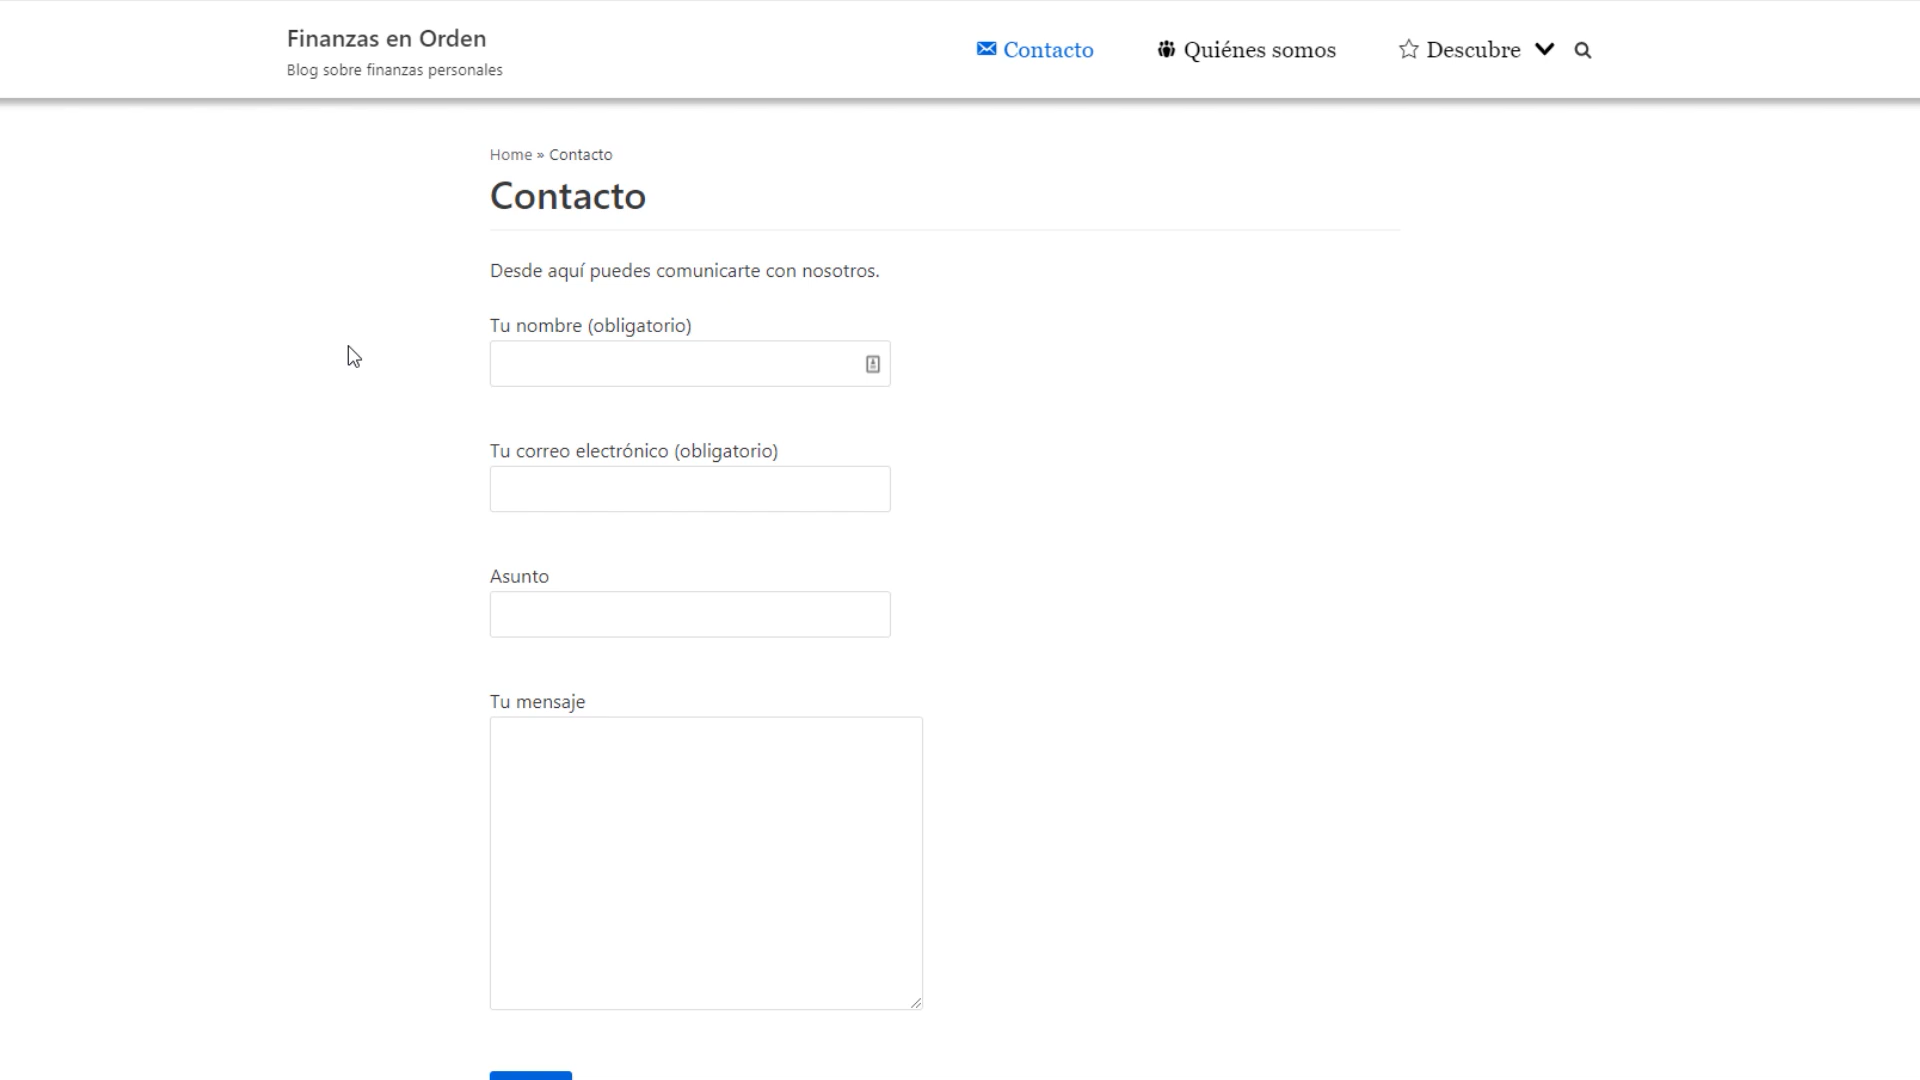 Finanzas en Orden
Blog sobre finanzas personales
Contacto
Quiénes somos
Descubre
Home » Contacto
Contacto
Desde aquí puedes comunicarte con nosotros.
Tu nombre (obligatorio)
Tu correo electrónico (obligatorio)
Asunto
Tu mensaje